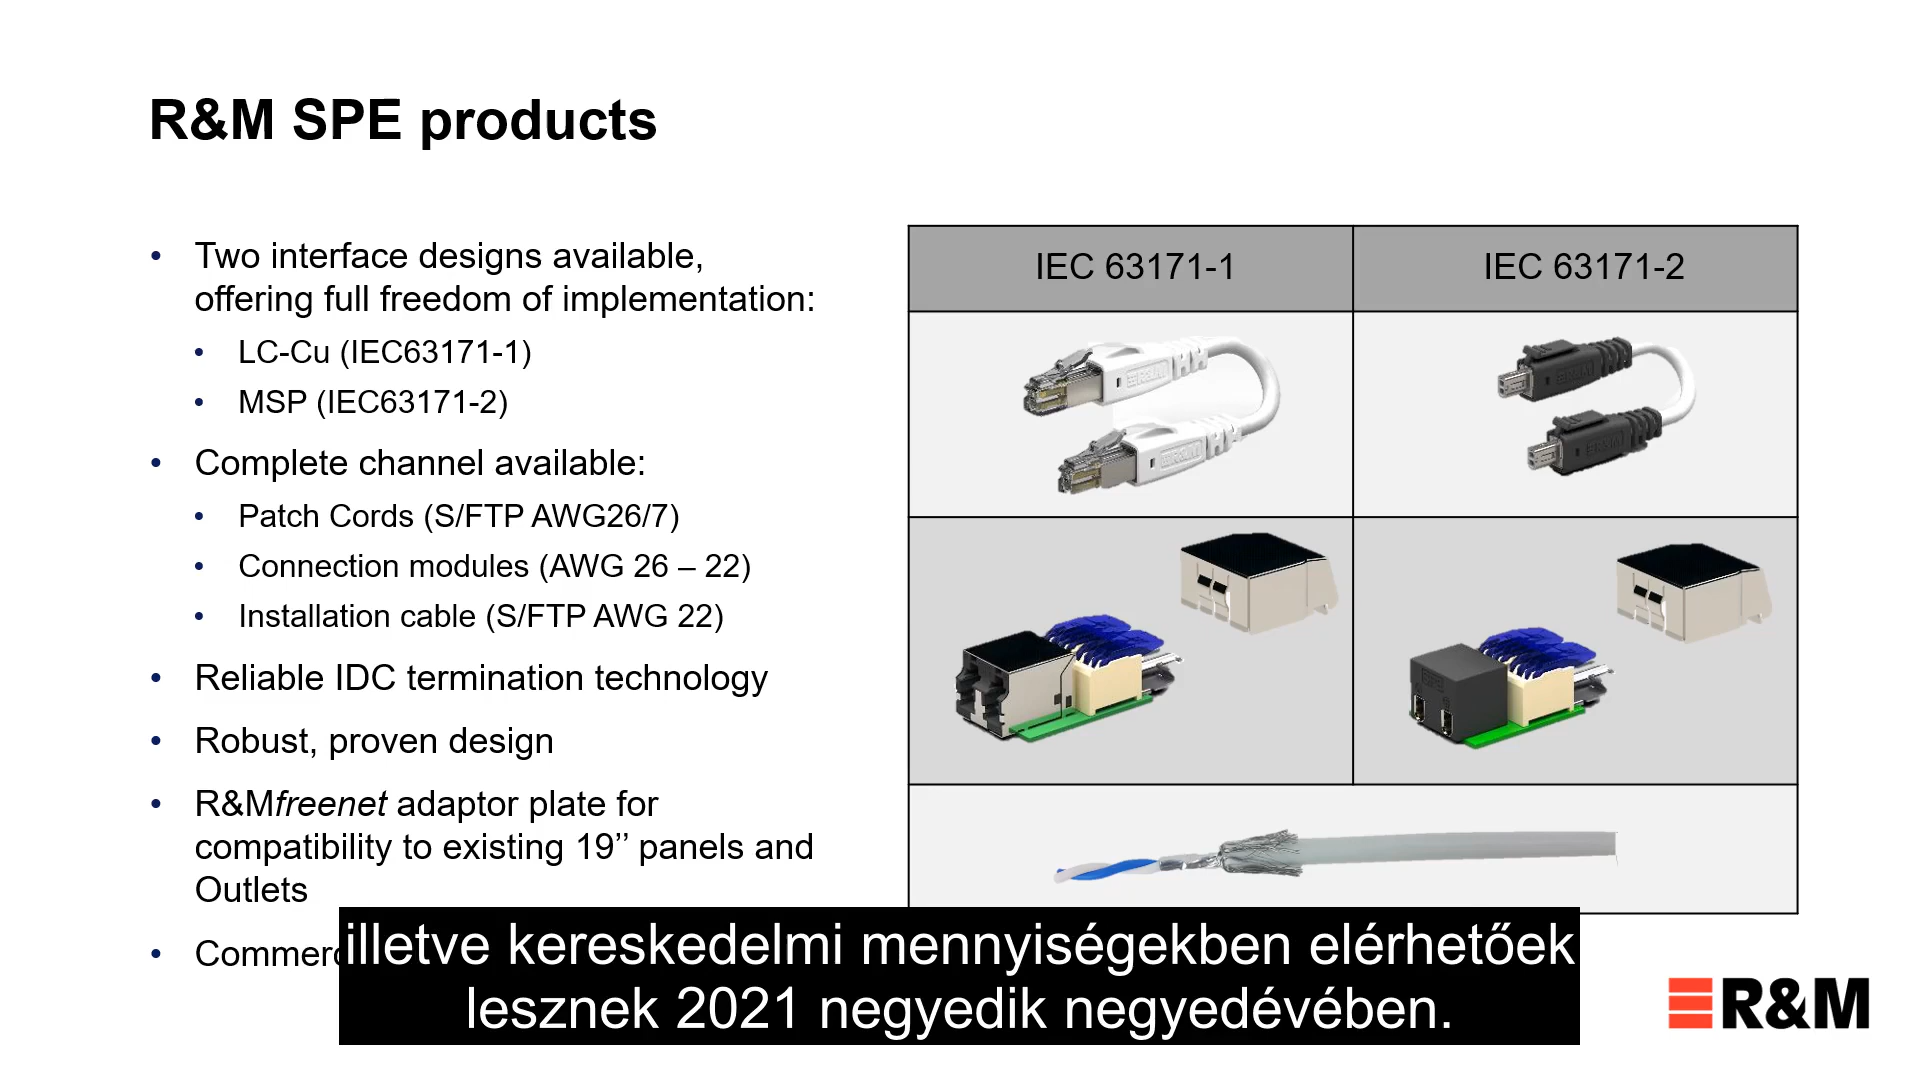 R&M SPE products
• Two interface designs available,
offering full freedom of implementation:
• LC-Cu (IEC63171-1)
• MSP (IEC63171-2)
• Complete channel available:
• Patch Cords (S/FTP AWG26/7)
• Connection modules (AWG 26 – 22)
• Installation cable (S/FTP AWG 22)
• Reliable IDC termination technology
• Robust, proven design
• R&Mfreenet adaptor plate for
compatibility to existing 19’’ panels and
Outlets
IEC 63171-1
IEC 63171-2
illetve kereskedelmi mennyiségekben elérhetőek
lesznek 2021 negyedik negyedévében.
R&M